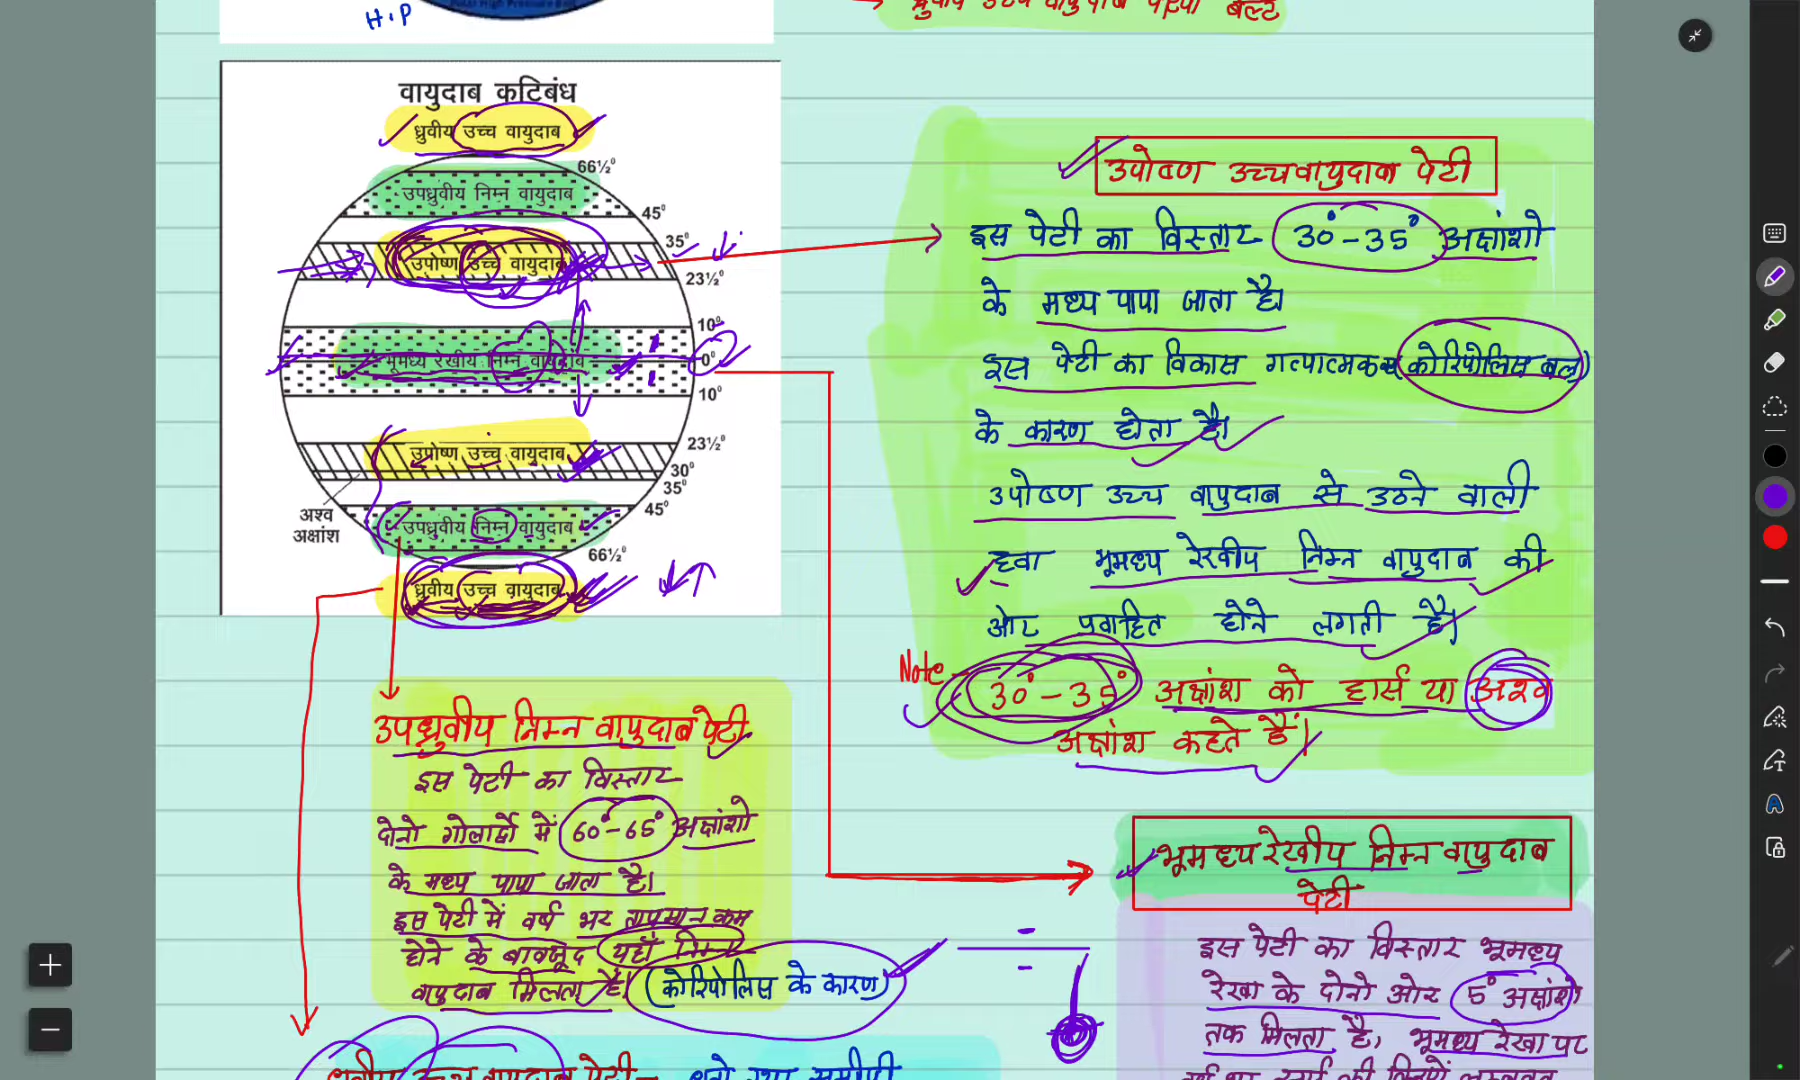 H.P
ध्रुवीय उच्च वायुदाब पेटी बेल्ट
वायुदाब कटिबंध
ध्रुवीय उच्च वायुदाब
66½°
उपध्रुवीय निम्न वायुदाब
45°
35°
उपोष्ण उच्च वायुदाब
23½°
10°
भूमध्य रेखीय निम्न वायुदाब
0°
10°
23½°
उपोष्ण उच्च वायुदाब
30°
35°
अश्व
अक्षांश
45°
उपध्रुवीय निम्न वायुदाब
66½°
ध्रुवीय उच्च वायुदाब
उपोष्ण उच्चवायुदाब पेटी
इस पेटी का विस्तार 30° – 35° अक्षांशो
के मध्य पाया जाता है।
इस पेटी का विकास गत्यात्मक (कोरियोलिस बल)
के कारण होता है।
उपोष्ण उच्च वायुदाब से उठने वाली
हवा भूमध्य रेखीय निम्न वायुदाब की
ओर प्रवाहित होने लगती है।
Note – 30° – 35° अक्षांश को हार्स या अश्व
अक्षांश कहते हैं।
उपध्रुवीय निम्न वायुदाब पेटी
इस पेटी का विस्तार
दोनो गोलार्द्धो में 60° – 65° अक्षांशो
के मध्य पाया जाता है।
इस पेटी में वर्ष भर तापमान कम
होने के बावजूद यहाँ निम्न
वायुदाब मिलता है। (कोरियोलिस के कारण)
भूमध्य रेखीय निम्न वायुदाब
पेटी
इस पेटी का विस्तार भूमध्य
रेखा के दोनो ओर 5° अक्षांशो
तक मिलता है, भूमध्य रेखा पर
ध्रुवीय उच्च वायुदाब पेटी –